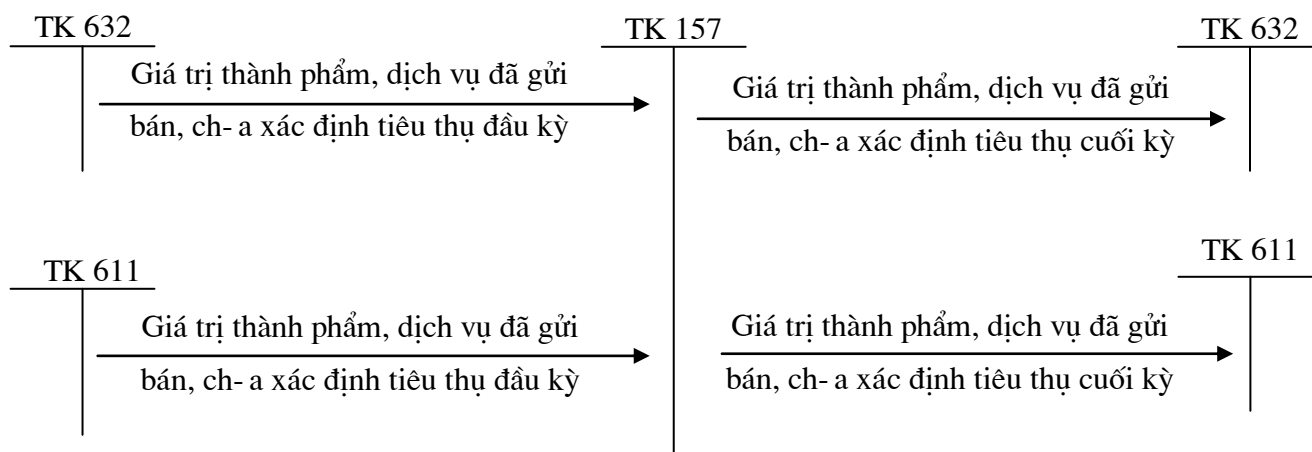 TK 632
TK 157
TK 632
Giá trị thành phẩm, dịch vụ đã gửi
bán, ch- a xác định tiêu thụ đầu kỳ
Giá trị thành phẩm, dịch vụ đã gửi
bán, ch- a xác định tiêu thụ cuối kỳ
TK 611
TK 611
Giá trị thành phẩm, dịch vụ đã gửi
bán, ch- a xác định tiêu thụ đầu kỳ
Giá trị thành phẩm, dịch vụ đã gửi
bán, ch- a xác định tiêu thụ cuối kỳ